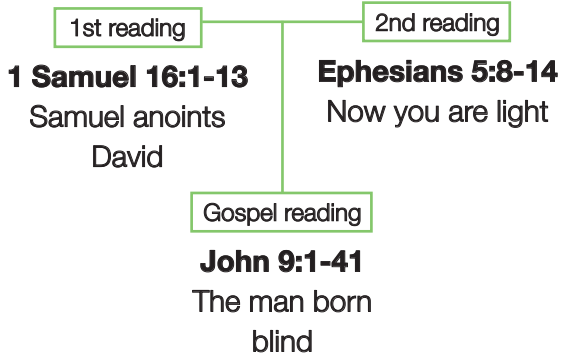 1st reading
1 Samuel 16:1-13
Samuel anoints
David
2nd reading
Ephesians 5:8-14
Now you are light
Gospel reading
John 9:1-41
The man born
blind